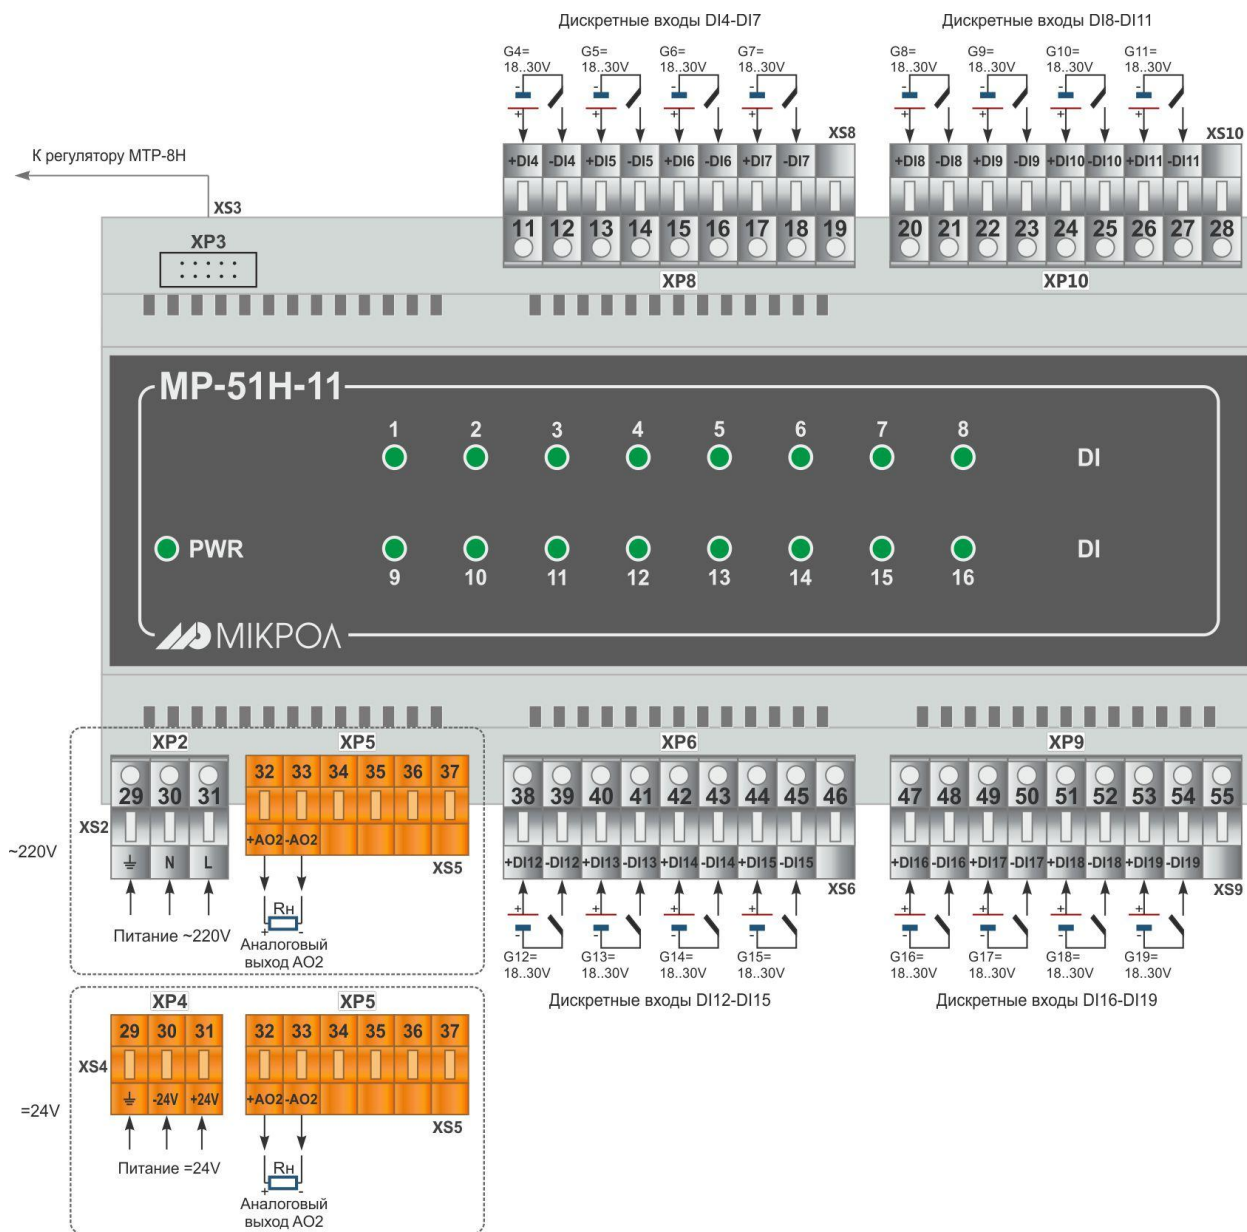 Дискретные входы DI4-DI7
Дискретные входы DI8-DI11
G4= G5= G6= G7=
18..30V 18..30V 18..30V 18..30V
G8= G9= G10= G11=
18..30V 18..30V 18..30V 18..30V
- - - -
+ + + +
- - - -
+ + + +
XS8
XS10
К регулятору МТР-8Н
+DI4 -DI4 +DI5 -DI5 +DI6 -DI6 +DI7 -DI7
+DI8 -DI8 +DI9 -DI9 +DI10 -DI10 +DI11 -DI11
XS3
11 12 13 14 15 16 17 18 19
20 21 22 23 24 25 26 27 28
XP3
XP8
XP10
МР-51Н-11
1 2 3 4 5 6 7 8
DI
PWR
DI
9 10 11 12 13 14 15 16
МІКРОЛ
XP2
XP5
XP6
XP9
29 30 31
32 33 34 35 36 37
38 39 40 41 42 43 44 45 46
47 48 49 50 51 52 53 54 55
XS2
~220V
N L
+AO2 -AO2
XS5
+DI12 -DI12 +DI13 -DI13 +DI14 -DI14 +DI15 -DI15
XS6
+DI16 -DI16 +DI17 -DI17 +DI18 -DI18 +DI19 -DI19
XS9
+ + + +
- - - -
+ + + +
- - - -
Питание ~220V
Rн
+ -
Аналоговый
выход АО2
G12= G13= G14= G15=
18..30V 18..30V 18..30V 18..30V
G16= G17= G18= G19=
18..30V 18..30V 18..30V 18..30V
Дискретные входы DI12-DI15
Дискретные входы DI16-DI19
XP4
XP5
29 30 31
32 33 34 35 36 37
XS4
=24V
-24V +24V
+AO2 -AO2
XS5
Питание =24V
Rн
+ -
Аналоговый
выход АО2